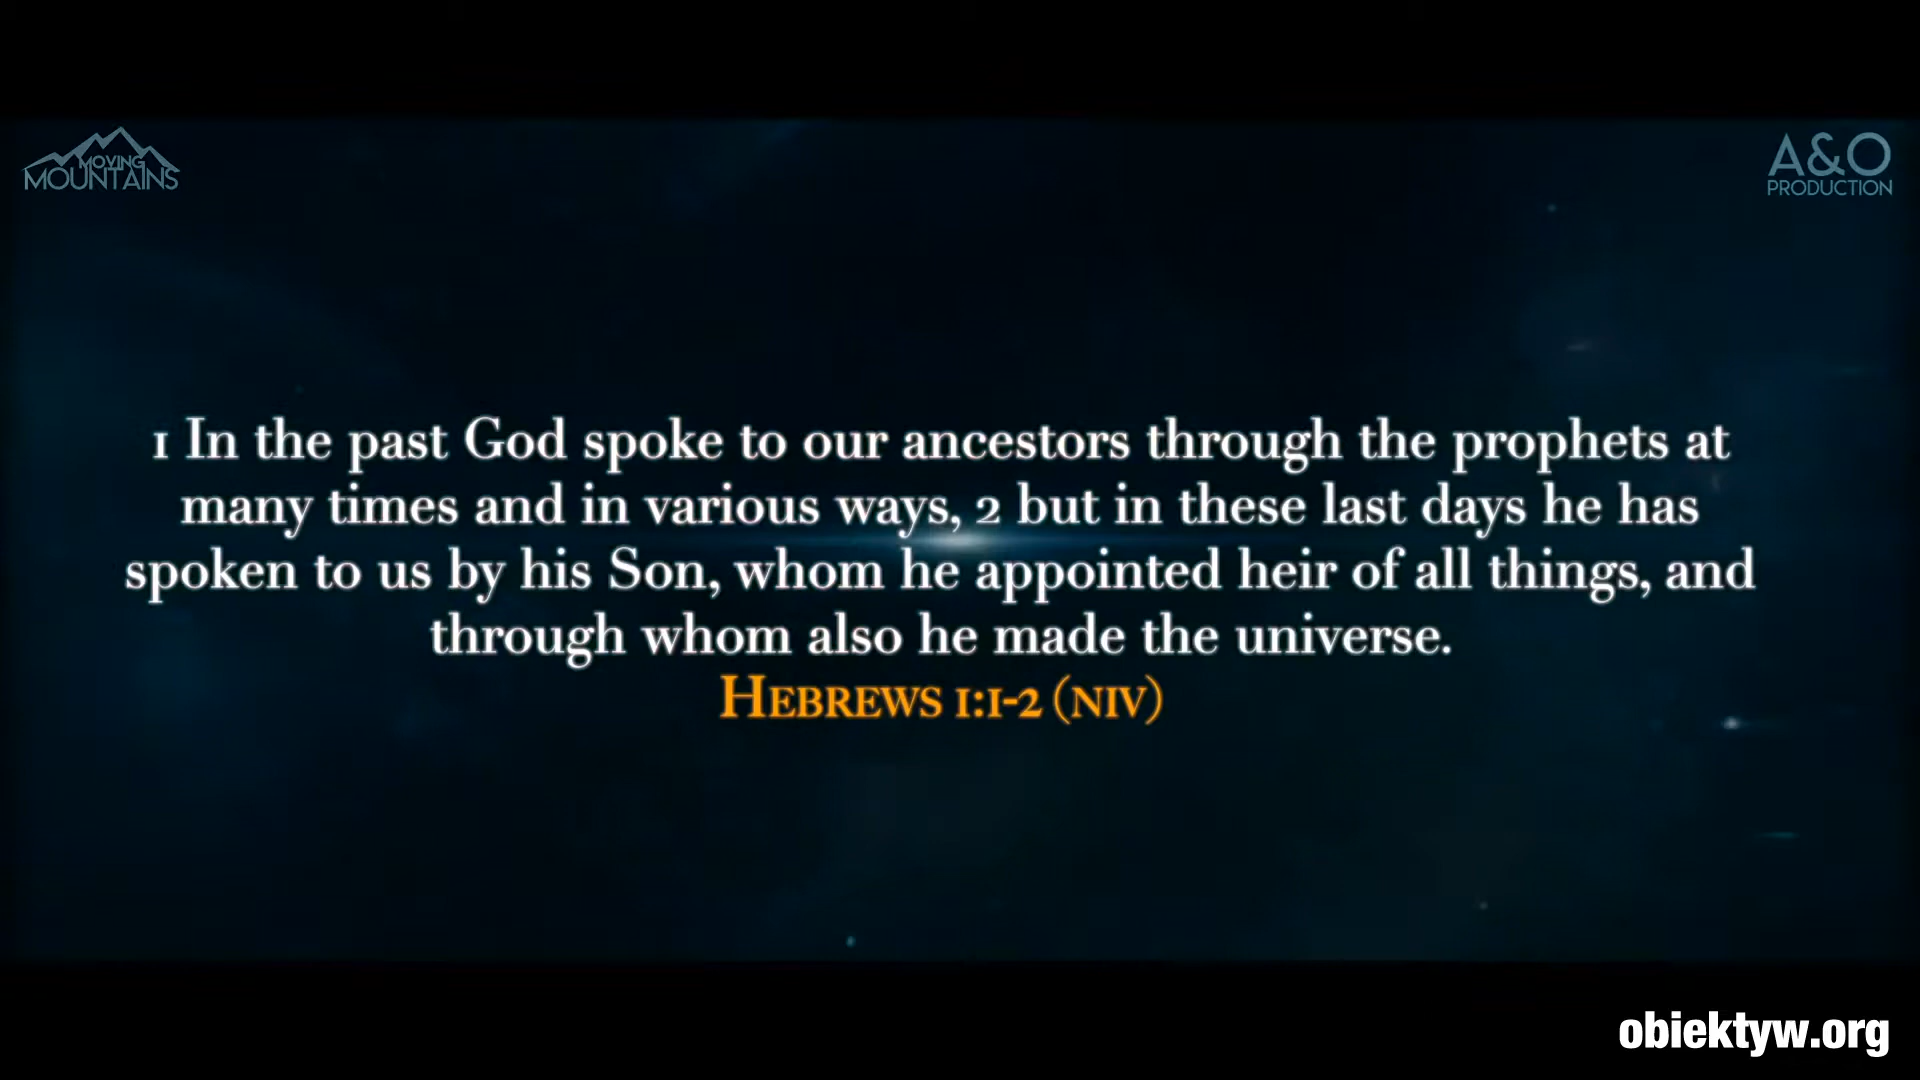 MOVING
MOUNTAINS
A&O
PRODUCTION
1 In the past God spoke to our ancestors through the prophets at
many times and in various ways, 2 but in these last days he has
spoken to us by his Son, whom he appointed heir of all things, and
through whom also he made the universe.
HEBREWS 1:1-2 (NIV)
obiektyw.org